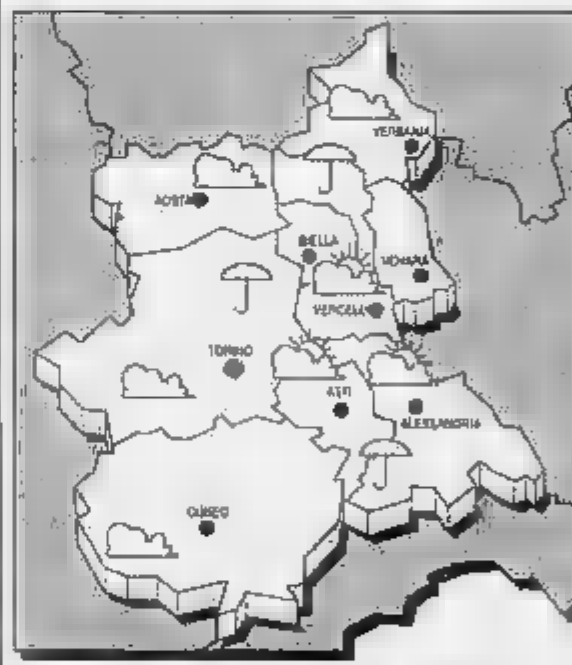 VERBANIA
AOSTA
BIELLA
NOVARA
VERCELLI
TORINO
ASTI
ALESSANDRIA
CUNEO